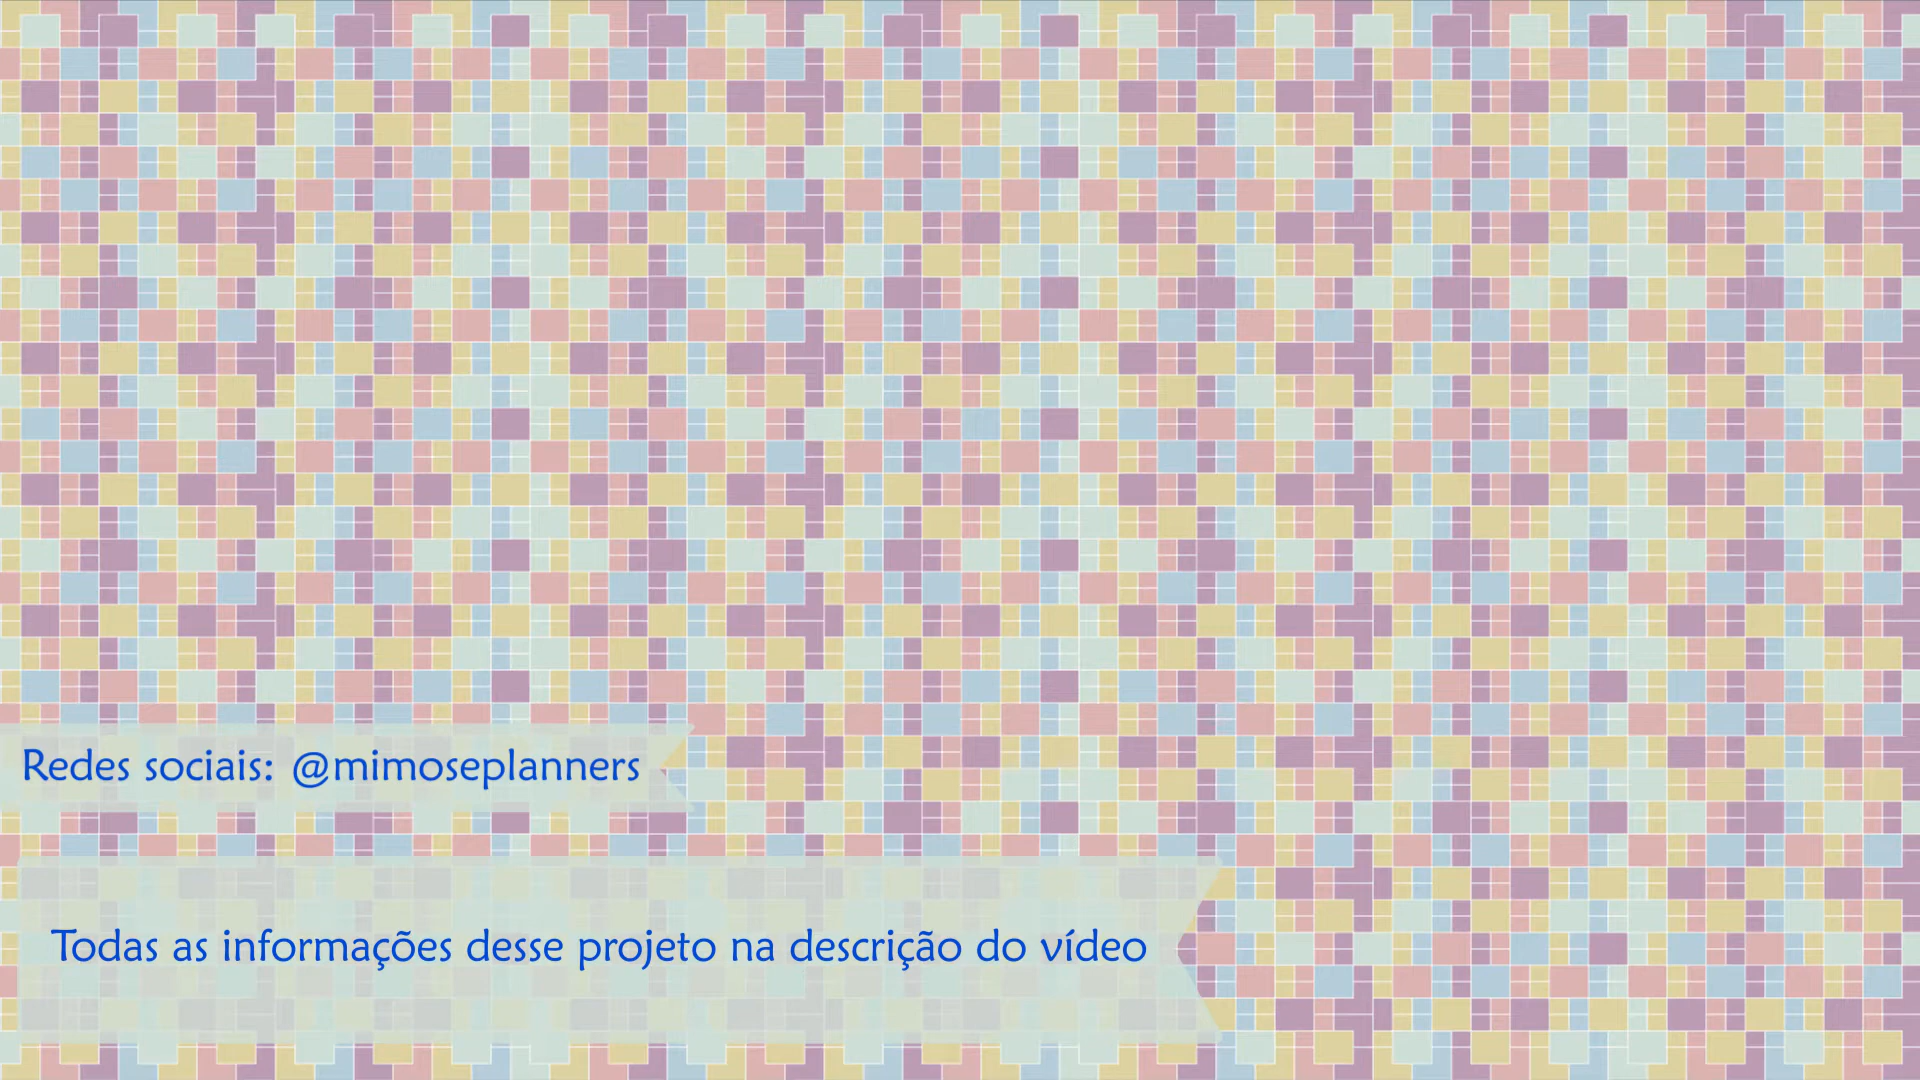 Redes sociais: @mimoseplanners
Todas as informações desse projeto na descrição do vídeo